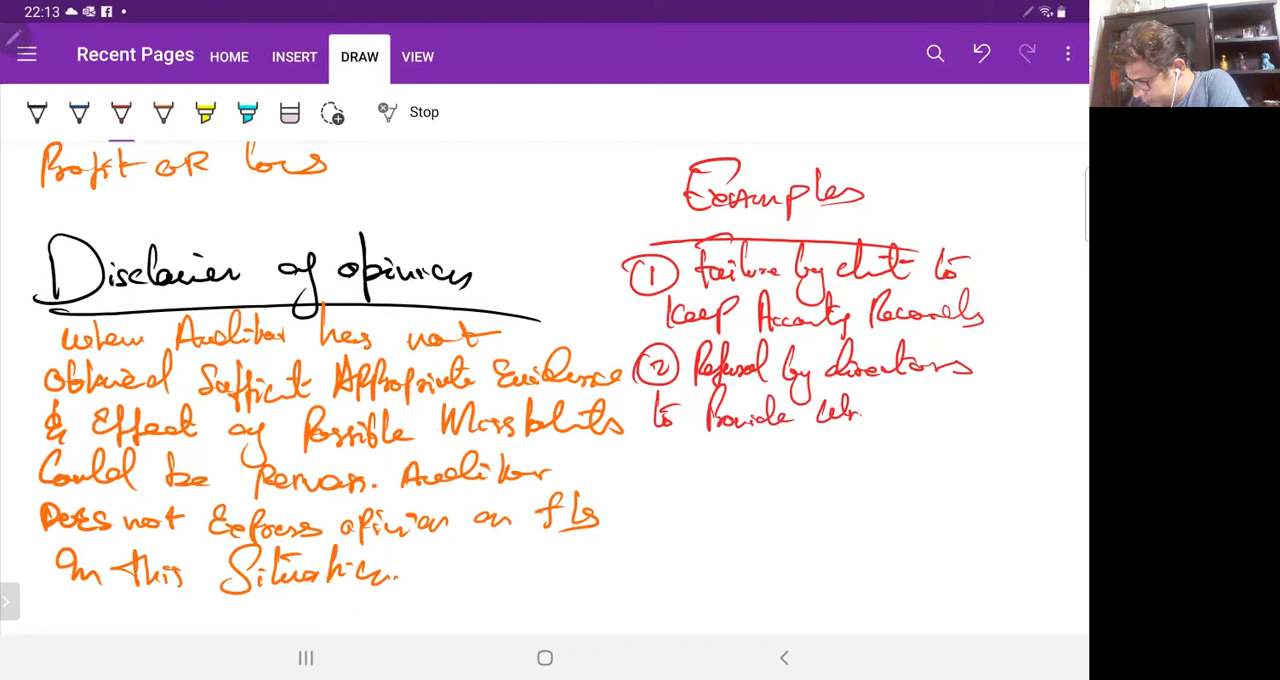 22:13
Recent Pages HOME INSERT DRAW VIEW
Stop
Profit OR loss
Disclaimer of opinion
when Auditor has not
obtained Sufficient Appropriate Evidence
& Effect of Possible Misstatements
Could be Pervasive. Auditor
Does not Express opinion on f/s
In this Situation.
Examples
① Failure by client to
Keep Accounting Records
② Refusal by directors
to Provide